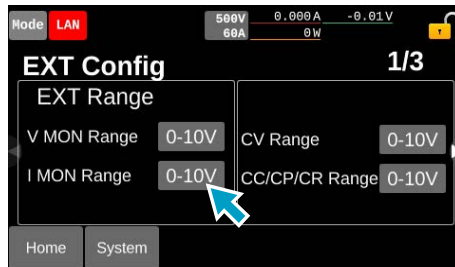 Mode LAN 500V 0.000A -0.01V
60A 0W
EXT Config 1/3
EXT Range
V MON Range 0-10V CV Range 0-10V
I MON Range 0-10V CC/CP/CR Range 0-10V
Home System